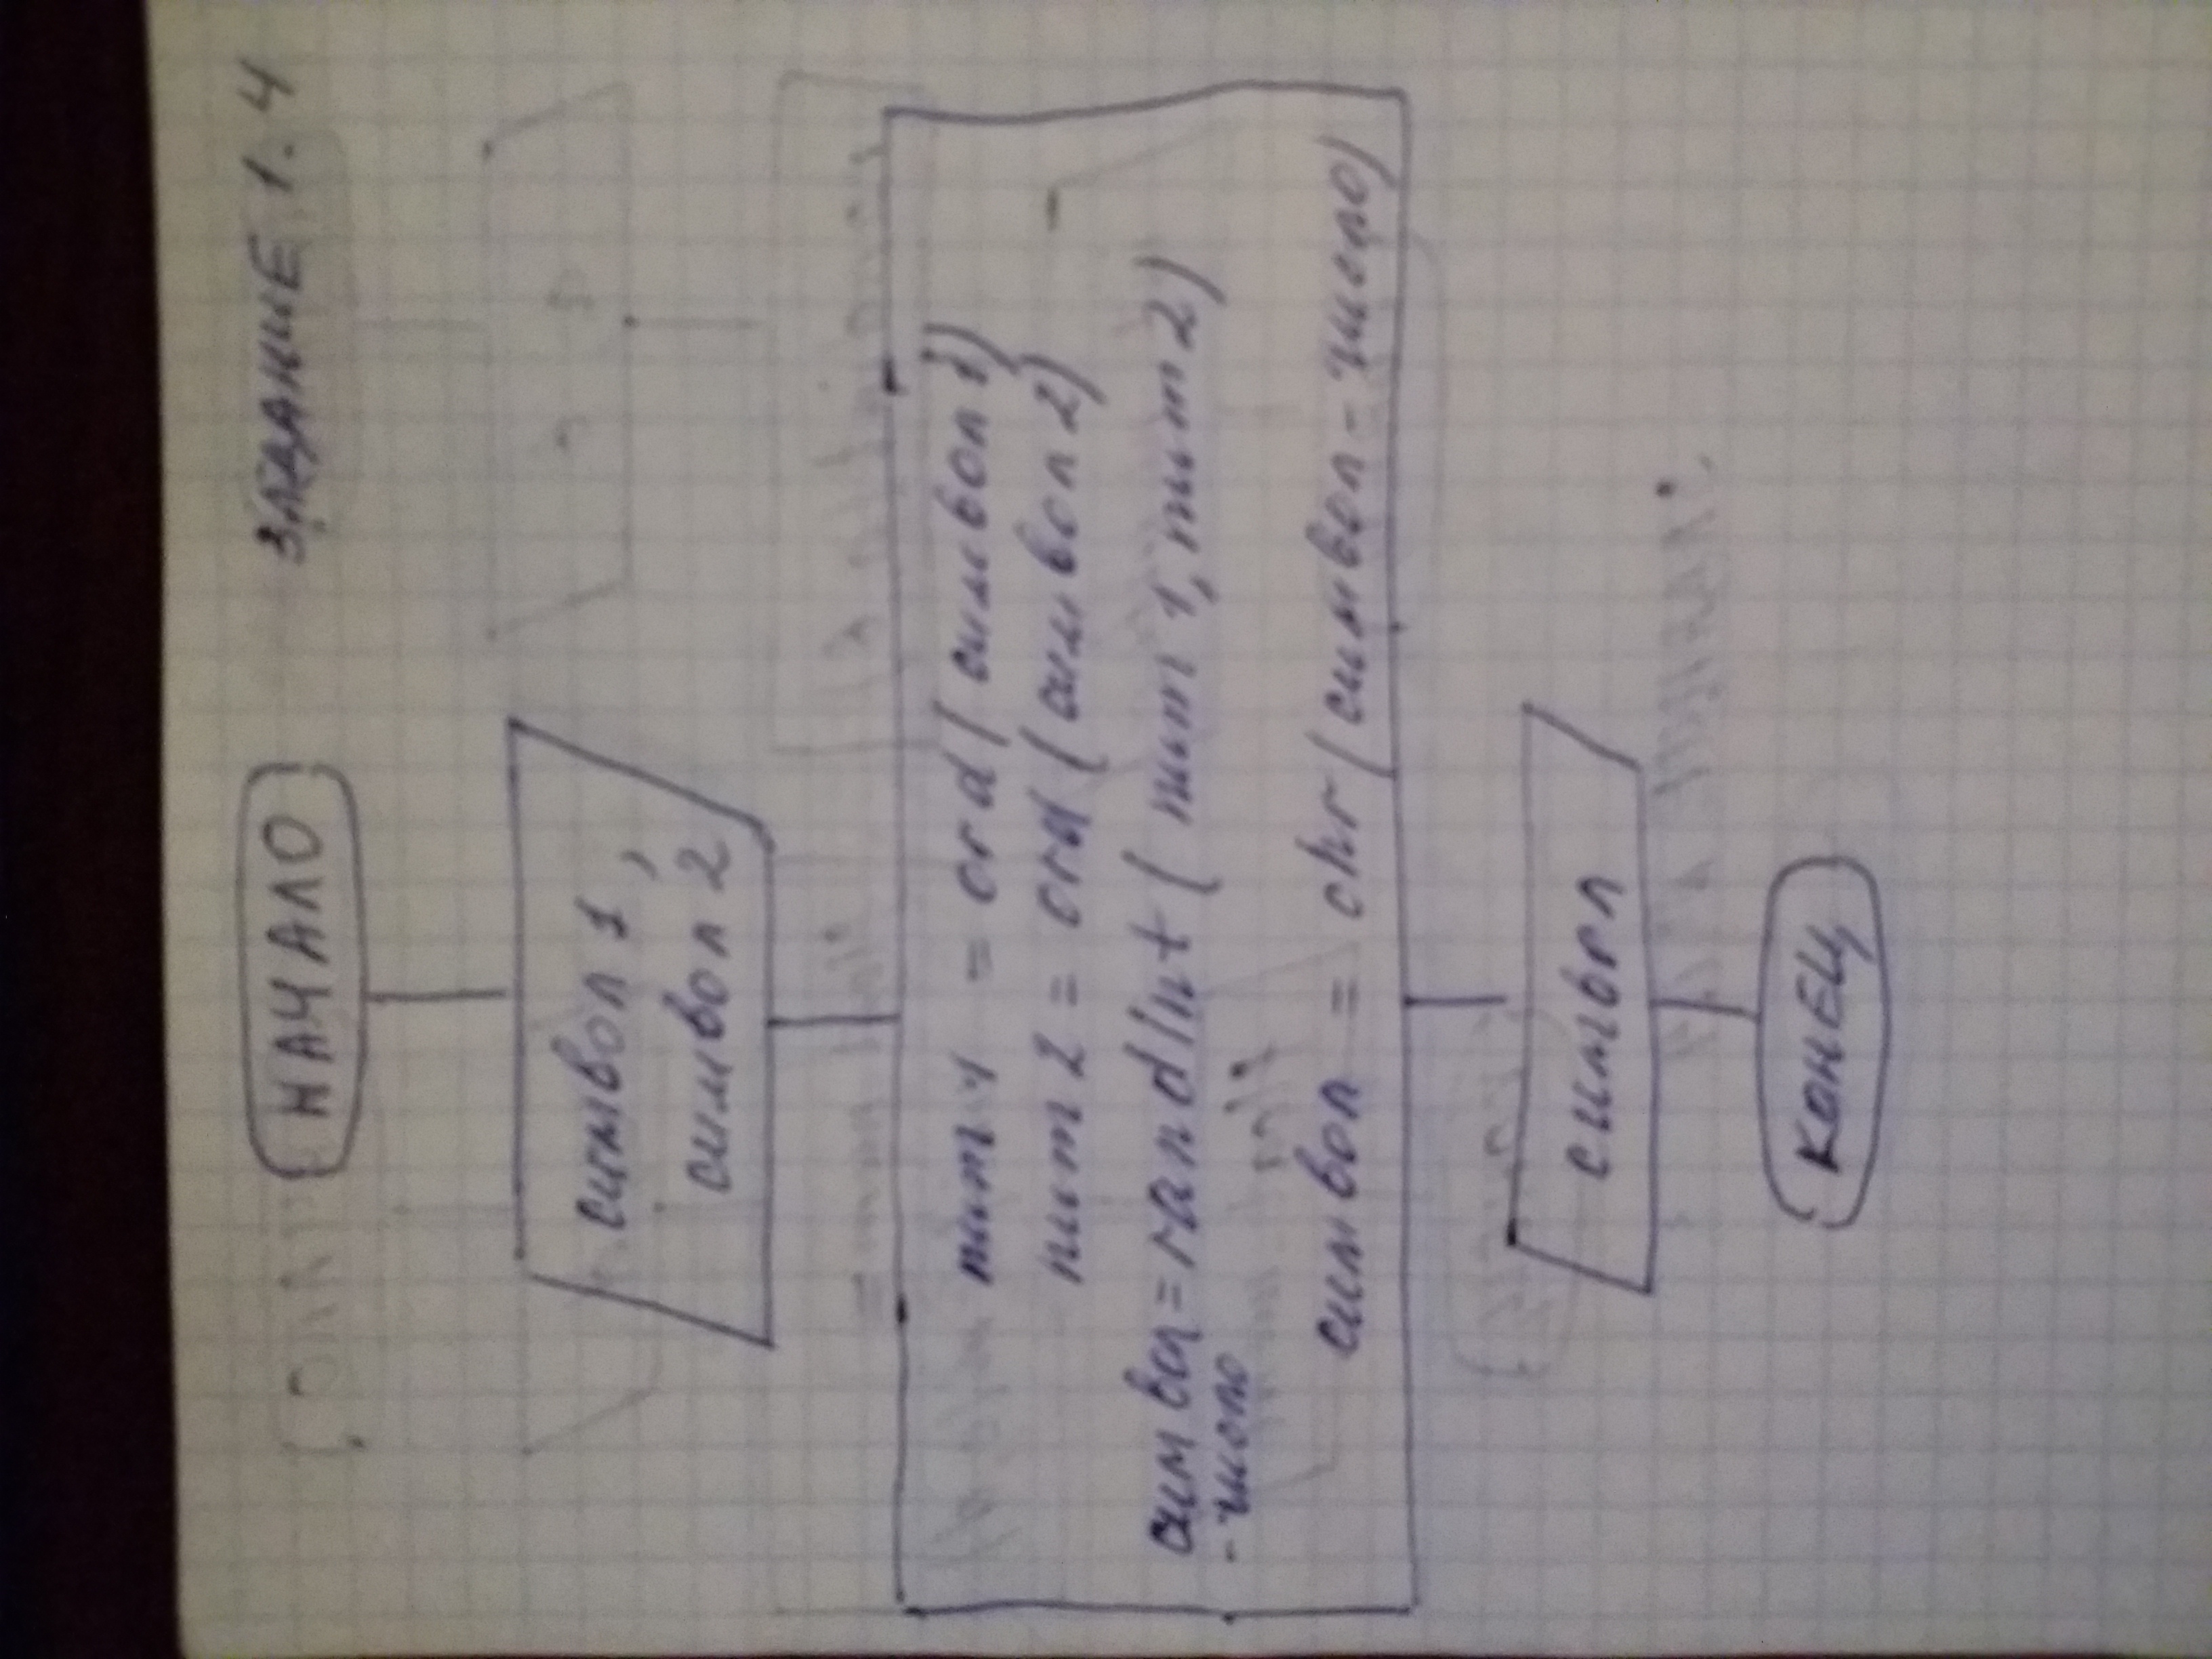 НАЧАЛО
ЗАДАНИЕ 1.4
символ 1,
символ 2
num 1 = ord (символ 1)
num 2 = ord (символ 2)
символ = randint ( num 1, num 2)
- число
символ = chr (символ - число)
символ
КОНЕЦ